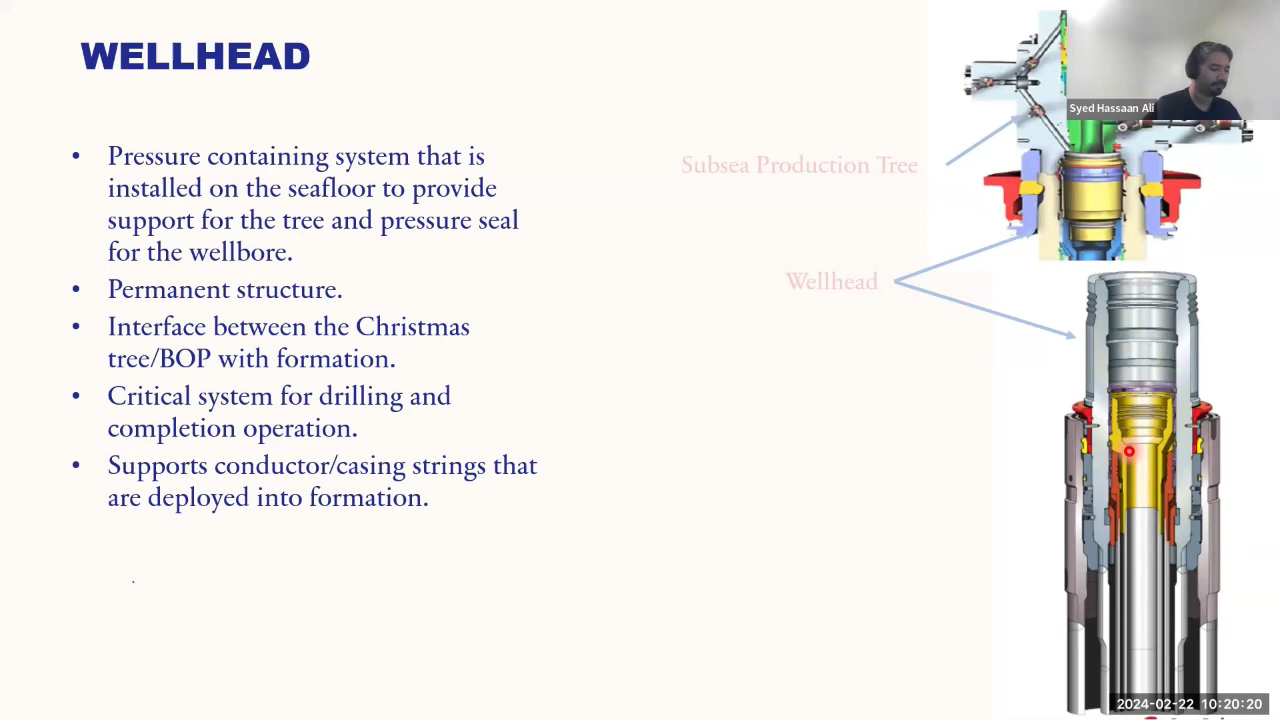 WELLHEAD
• Pressure containing system that is
installed on the seafloor to provide
support for the tree and pressure seal
for the wellbore.
• Permanent structure.
• Interface between the Christmas
tree/BOP with formation.
• Critical system for drilling and
completion operation.
• Supports conductor/casing strings that
are deployed into formation.
.
Subsea Production Tree
Wellhead
Syed Hassaan Ali
2024-02-22 10:20:20